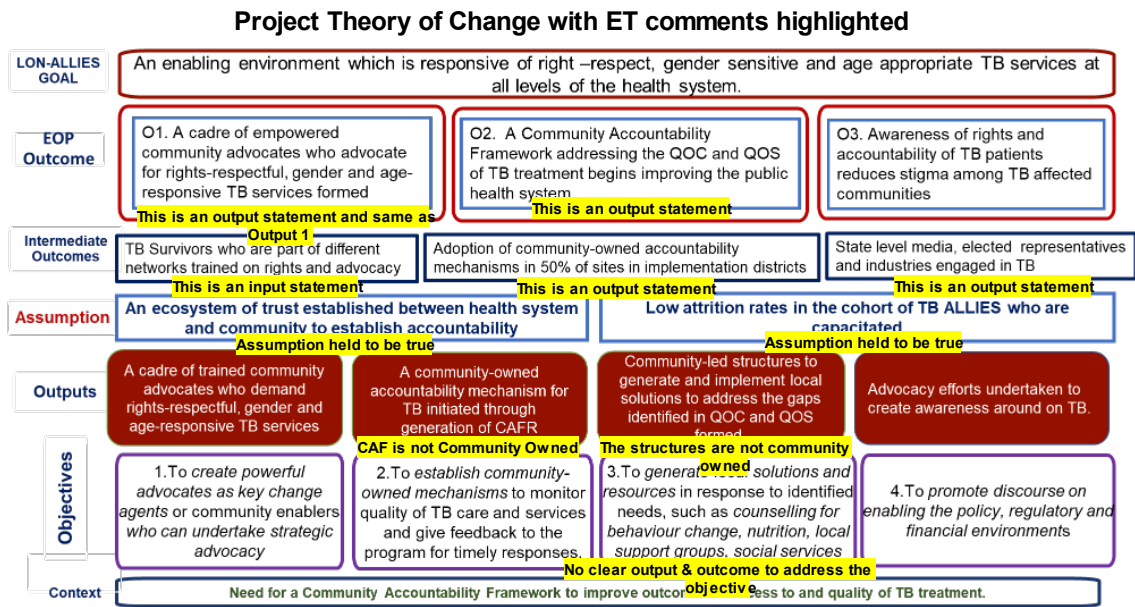 Project Theory of Change with ET comments highlighted
LON-ALLIES
GOAL
An enabling environment which is responsive of right –respect, gender sensitive and age appropriate TB services at
all levels of the health system.
EOP
Outcome
O1. A cadre of empowered
community advocates who advocate
for rights-respectful, gender and age-
responsive TB services formed
This is an output statement and same as
Output 1
O2. A Community Accountability
Framework addressing the QOC and QOS
of TB treatment begins improving the public
health system
This is an output statement
O3. Awareness of rights and
accountability of TB patients
reduces stigma among TB affected
communities
Intermediate
Outcomes
TB Survivors who are part of different
networks trained on rights and advocacy
This is an input statement
Adoption of community-owned accountability
mechanisms in 50% of sites in implementation districts
This is an output statement
State level media, elected representatives
and industries engaged in TB
This is an output statement
Assumption
An ecosystem of trust established between health system
and community to establish accountability
Assumption held to be true
Low attrition rates in the cohort of TB ALLIES who are
capacitated
Assumption held to be true
Outputs
A cadre of trained community
advocates who demand
rights-respectful, gender and
age-responsive TB services
A community-owned
accountability mechanism for
TB initiated through
generation of CAFR
CAF is not Community Owned
Community-led structures to
generate and implement local
solutions to address the gaps
identified in QOC and QOS
formed
The structures are not community
owned
Advocacy efforts undertaken to
create awareness around on TB.
Objectives
1.To create powerful
advocates as key change
agents or community enablers
who can undertake strategic
advocacy
2.To establish community-
owned mechanisms to monitor
quality of TB care and services
and give feedback to the
program for timely responses.
3.To generate local solutions and
resources in response to identified
needs, such as counselling for
behaviour change, nutrition, local
support groups, social services
No clear output & outcome to address the
objective
4.To promote discourse on
enabling the policy, regulatory and
financial environments
Context
Need for a Community Accountability Framework to improve to and quality of TB treatment.